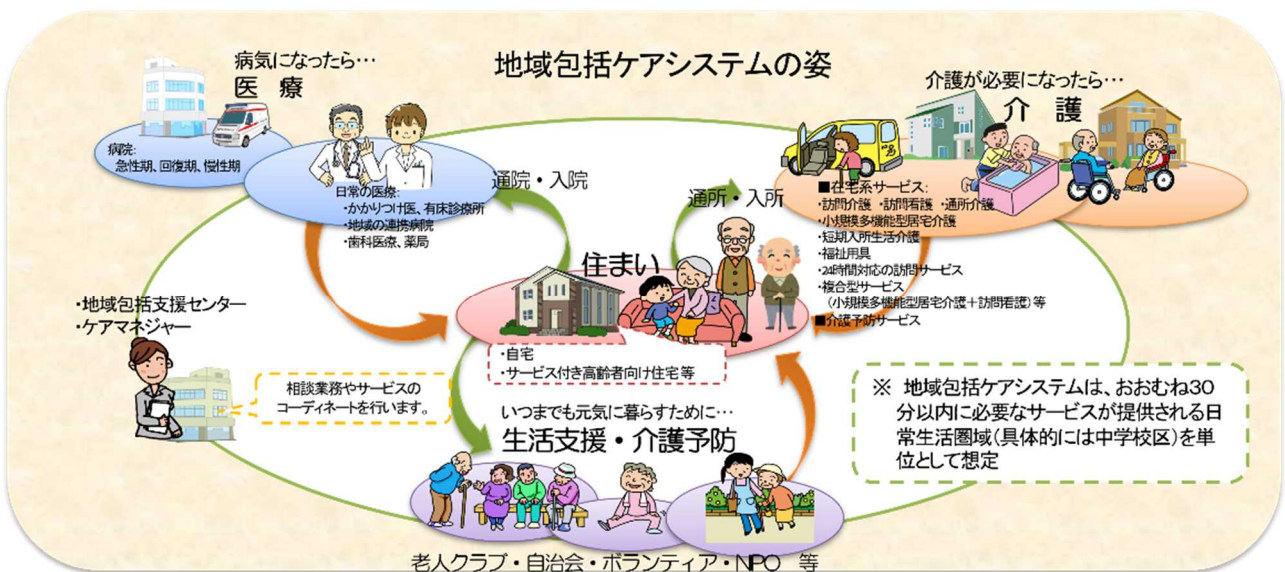 地域包括ケアシステムの姿
病気になったら…
医 療
病院:
急性期、回復期、慢性期
日常の医療:
・かかりつけ医、有床診療所
・地域の連携病院
・歯科医療、薬局
通院・入院
通所・入所
介護が必要になったら…
介 護
■在宅系サービス:
・訪問介護 ・訪問看護 ・通所介護
・小規模多機能型居宅介護
・短期入所生活介護
・福祉用具
・24時間対応の訪問サービス
・複合型サービス
(小規模多機能型居宅介護+訪問看護)等
■介護予防サービス
住まい
・自宅
・サービス付き高齢者向け住宅等
・地域包括支援センター
・ケアマネジャー
相談業務やサービスの
コーディネートを行います。
いつまでも元気に暮らすために…
生活支援・介護予防
老人クラブ・自治会・ボランティア・NPO 等
※ 地域包括ケアシステムは、おおむね30
分以内に必要なサービスが提供される日
常生活圏域(具体的には中学校区)を単
位として想定